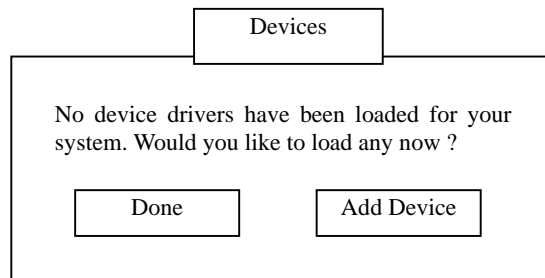 Devices
No device drivers have been loaded for your
system. Would you like to load any now ?
Done
Add Device